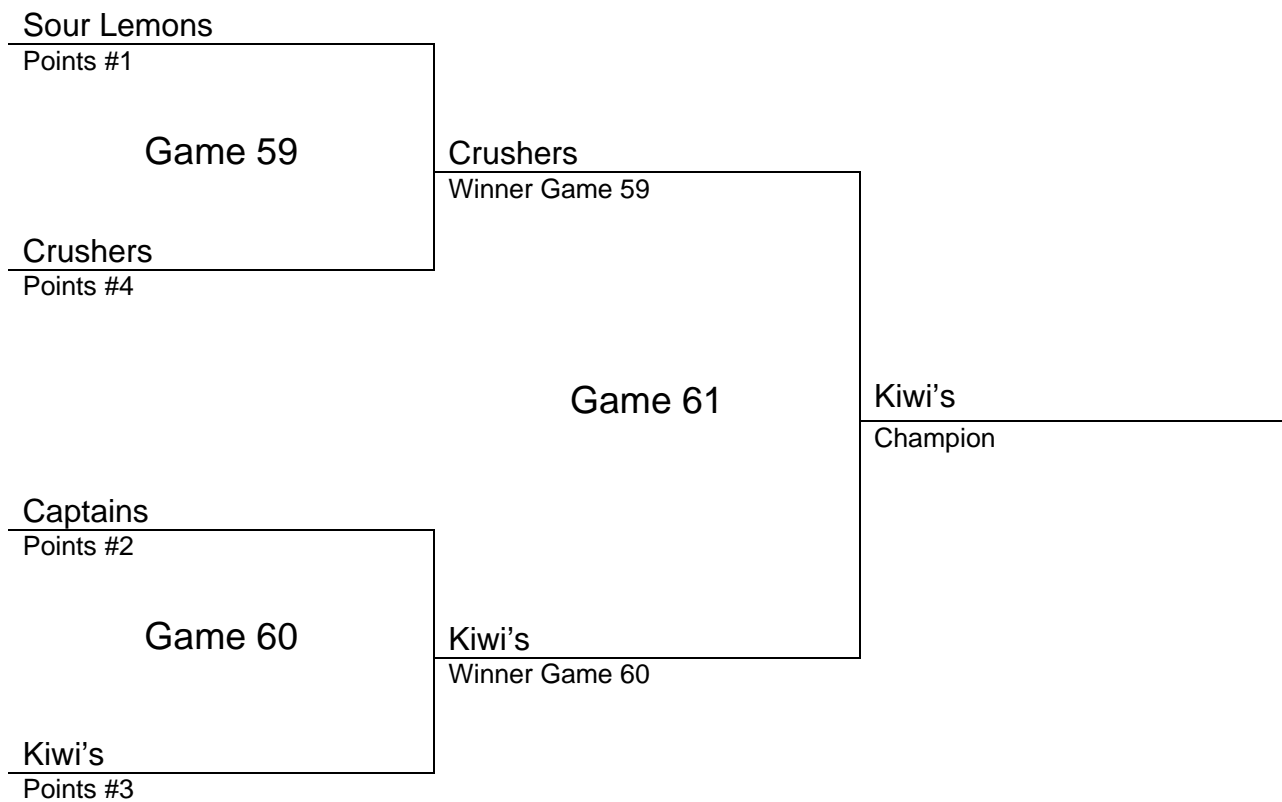 Sour Lemons
Points #1
Game 59
Crushers
Winner Game 59
Crushers
Points #4
Game 61
Kiwi’s
Champion
Captains
Points #2
Game 60
Kiwi’s
Winner Game 60
Kiwi’s
Points #3